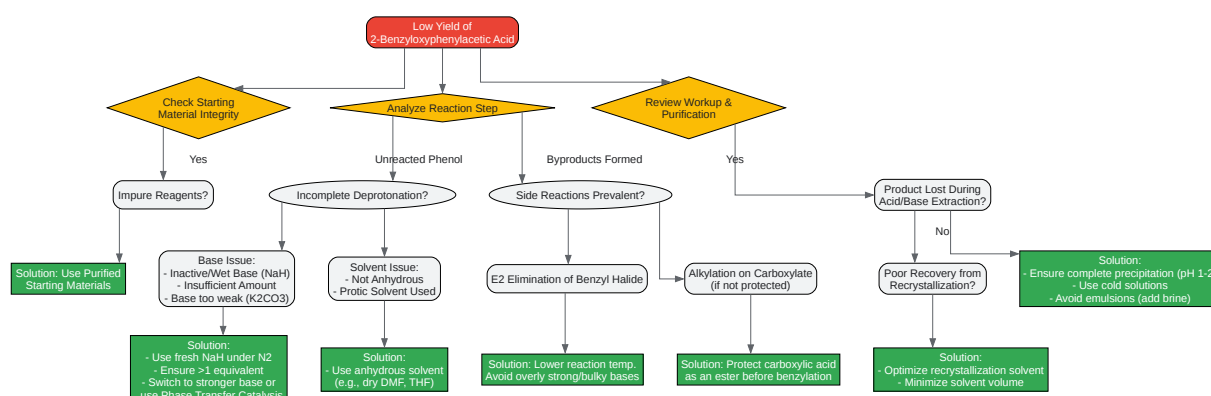 Low Yield of
2-Benzyloxyphenylacetic Acid
Check Starting
Material Integrity
Analyze Reaction Step
Review Workup &
Purification
Yes
Unreacted Phenol
Byproducts Formed
Yes
Impure Reagents?
Incomplete Deprotonation?
Side Reactions Prevalent?
Product Lost During
Acid/Base Extraction?
No
Solution: Use Purified
Starting Materials
Base Issue:
- Inactive/Wet Base (NaH)
- Insufficient Amount
- Base too weak (K2CO3)
Solvent Issue:
- Not Anhydrous
- Protic Solvent Used
E2 Elimination of Benzyl Halide
Alkylation on Carboxylate
(if not protected)
Poor Recovery from
Recrystallization?
Solution:
- Ensure complete precipitation (pH 1-2
- Use cold solutions
- Avoid emulsions (add brine)
Solution:
- Use fresh NaH under N2
- Ensure >1 equivalent
- Switch to stronger base or
use Phase Transfer Catalysis
Solution:
- Use anhydrous solvent
(e.g., dry DMF, THF)
Solution: Lower reaction temp.
Avoid overly strong/bulky bases
Solution: Protect carboxylic acid
as an ester before benzylation
Solution:
- Optimize recrystallization solvent
- Minimize solvent volume